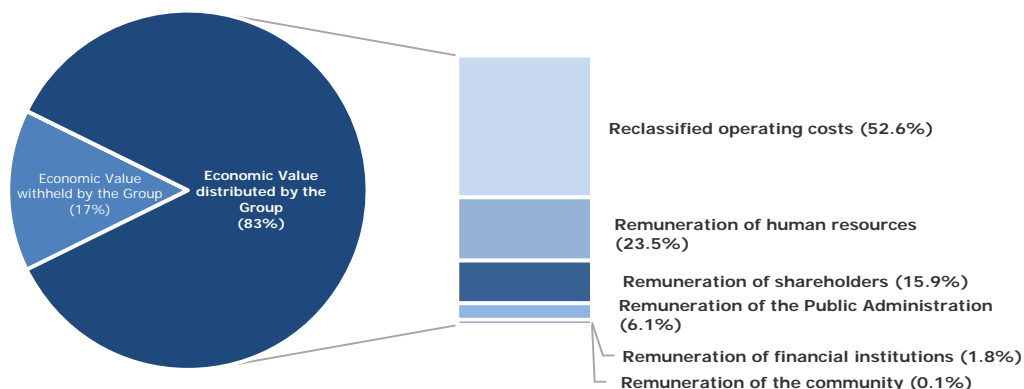 Economic Value
withheld by the Group
(17%)
Economic Value
distributed by the
Group
(83%)
Reclassified operating costs (52.6%)
Remuneration of human resources
(23.5%)
Remuneration of shareholders (15.9%)
Remuneration of the Public Administration
(6.1%)
Remuneration of financial institutions (1.8%)
Remuneration of the community (0.1%)